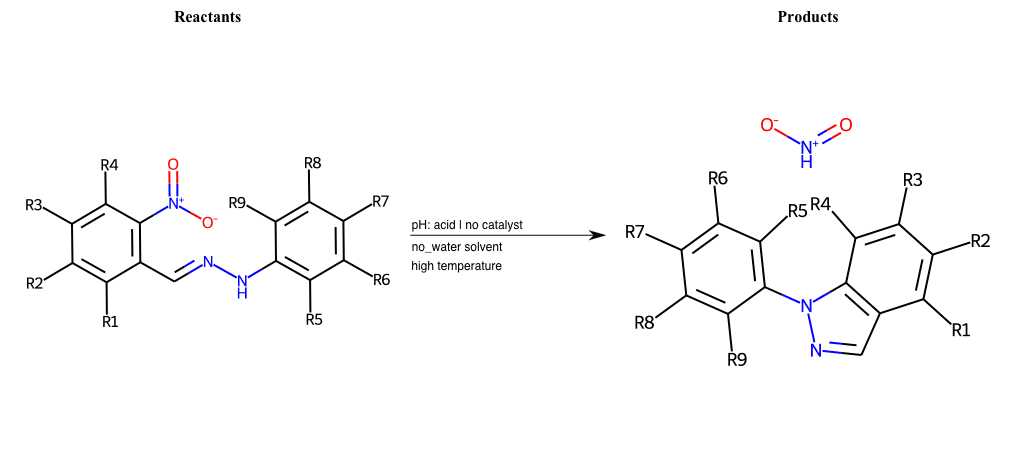 Reactants
Products
O
N+
O-
R4
R3
R2
R1
R8
R9
R7
R6
R5
N
N
H
pH: acid | no catalyst
no_water solvent
high temperature
O-
O
N+
H
R6
R5
R7
R8
R9
R4
R3
R2
R1
N
N